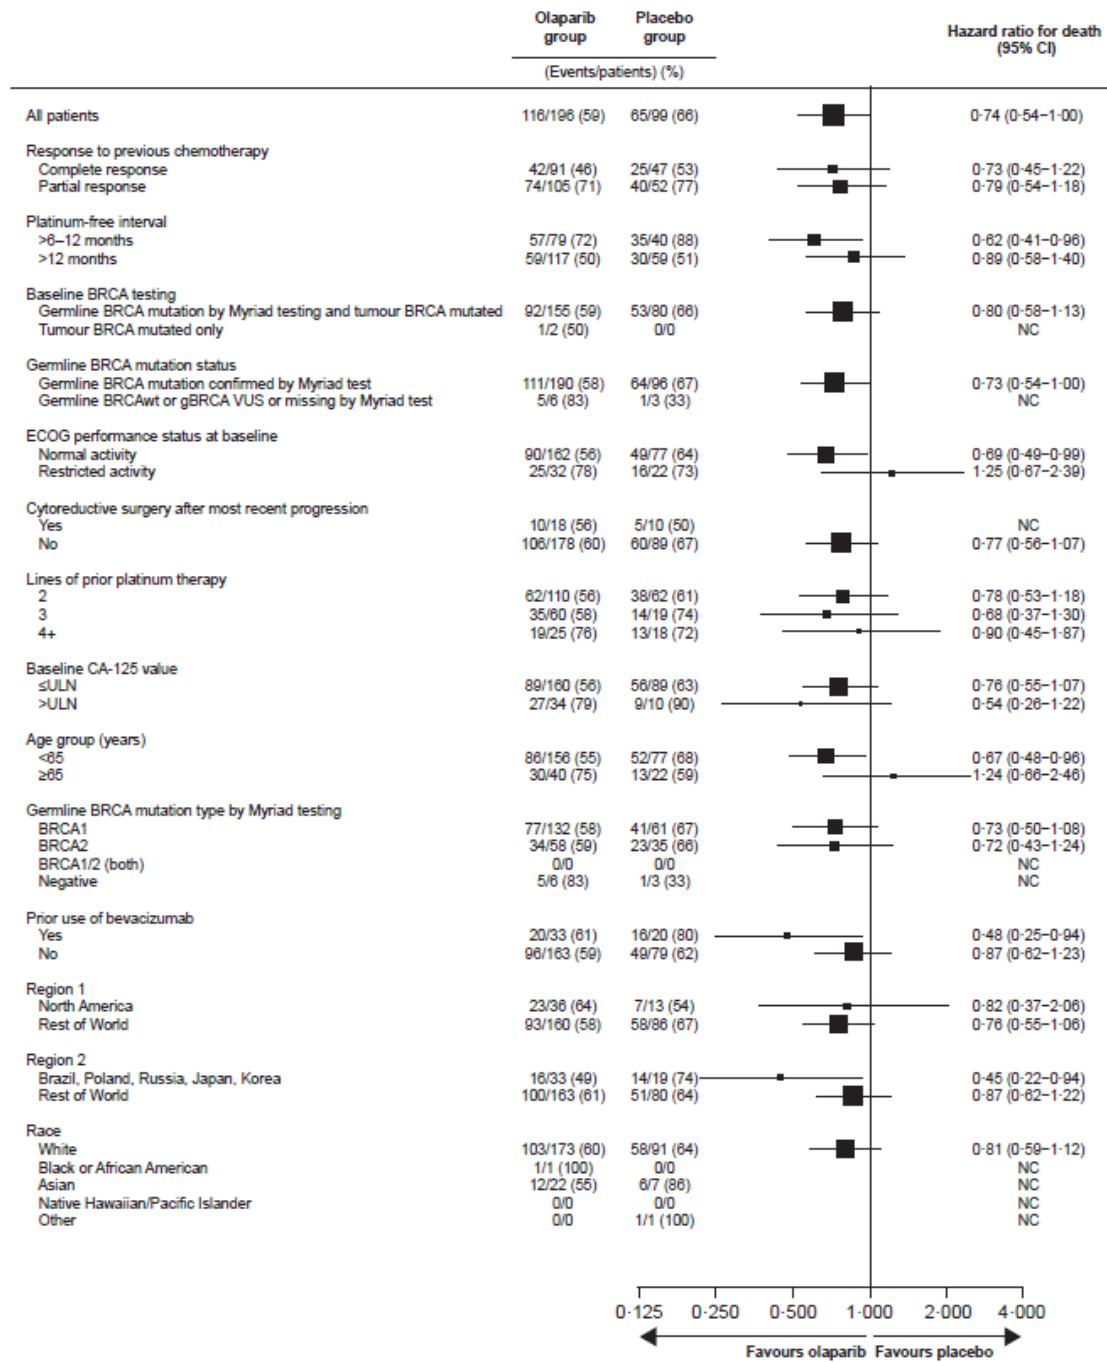 Olaparib group Placebo group Hazard ratio for death (95% CI)
(Events/patients) (%)
All patients 116/196 (59) 65/99 (66) 0·74 (0·54–1·00)
Response to previous chemotherapy
Complete response 42/91 (46) 25/47 (53) 0·73 (0·45–1·22)
Partial response 74/105 (71) 40/52 (77) 0·79 (0·54–1·18)
Platinum-free interval
>6–12 months 57/79 (72) 35/40 (88) 0·62 (0·41–0·96)
>12 months 59/117 (50) 30/59 (51) 0·89 (0·58–1·40)
Baseline BRCA testing
Germline BRCA mutation by Myriad testing and tumour BRCA mutated 92/155 (59) 53/80 (66) 0·80 (0·58–1·13)
Tumour BRCA mutated only 1/2 (50) 0/0 NC
Germline BRCA mutation status
Germline BRCA mutation confirmed by Myriad test 111/190 (58) 64/96 (67) 0·73 (0·54–1·00)
Germline BRCAwt or gBRCA VUS or missing by Myriad test 5/6 (83) 1/3 (33) NC
ECOG performance status at baseline
Normal activity 90/162 (56) 49/77 (64) 0·69 (0·49–0·99)
Restricted activity 25/32 (78) 16/22 (73) 1·25 (0·67–2·39)
Cytoreductive surgery after most recent progression
Yes 10/18 (56) 5/10 (50) NC
No 106/178 (60) 60/89 (67) 0·77 (0·56–1·07)
Lines of prior platinum therapy
2 62/110 (56) 38/62 (61) 0·78 (0·53–1·18)
3 35/60 (58) 14/19 (74) 0·68 (0·37–1·30)
4+ 19/25 (76) 13/18 (72) 0·90 (0·45–1·87)
Baseline CA-125 value
≤ULN 89/160 (56) 56/89 (63) 0·76 (0·55–1·07)
>ULN 27/34 (79) 9/10 (90) 0·54 (0·26–1·22)
Age group (years)
<65 86/156 (55) 52/77 (68) 0·67 (0·48–0·96)
≥65 30/40 (75) 13/22 (59) 1·24 (0·66–2·46)
Germline BRCA mutation type by Myriad testing
BRCA1 77/132 (58) 41/61 (67) 0·73 (0·50–1·08)
BRCA2 34/58 (59) 23/35 (66) 0·72 (0·43–1·24)
BRCA1/2 (both) 0/0 0/0 NC
Negative 5/6 (83) 1/3 (33) NC
Prior use of bevacizumab
Yes 20/33 (61) 16/20 (80) 0·48 (0·25–0·94)
No 96/163 (59) 49/79 (62) 0·87 (0·62–1·23)
Region 1
North America 23/36 (64) 7/13 (54) 0·82 (0·37–2·06)
Rest of World 93/160 (58) 58/86 (67) 0·76 (0·55–1·06)
Region 2
Brazil, Poland, Russia, Japan, Korea 16/33 (49) 14/19 (74) 0·45 (0·22–0·94)
Rest of World 100/163 (61) 51/80 (64) 0·87 (0·62–1·22)
Race
White 103/173 (60) 58/91 (64) 0·81 (0·59–1·12)
Black or African American 1/1 (100) 0/0 NC
Asian 12/22 (55) 6/7 (86) NC
Native Hawaiian/Pacific Islander 0/0 0/0 NC
Other 0/0 1/1 (100) NC
0·125 0·250 0·500 1·000 2·000 4·000
Favours olaparib Favours placebo